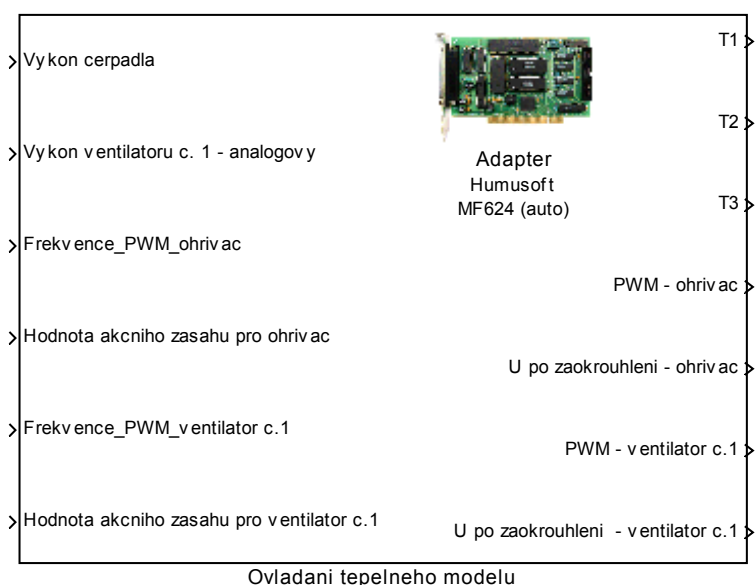 T1
Vykon cerpadla
T2
Vykon ventilatoru c. 1 - analogovy
Adapter
Humusoft
MF624 (auto)
T3
Frekvence_PWM_ohrivac
PWM - ohrivac
Hodnota akcniho zasahu pro ohrivac
U po zaokrouhleni - ohrivac
Frekvence_PWM_ventilator c.1
PWM - ventilator c.1
Hodnota akcniho zasahu pro ventilator c.1
U po zaokrouhleni - ventilator c.1
Ovladani tepelneho modelu